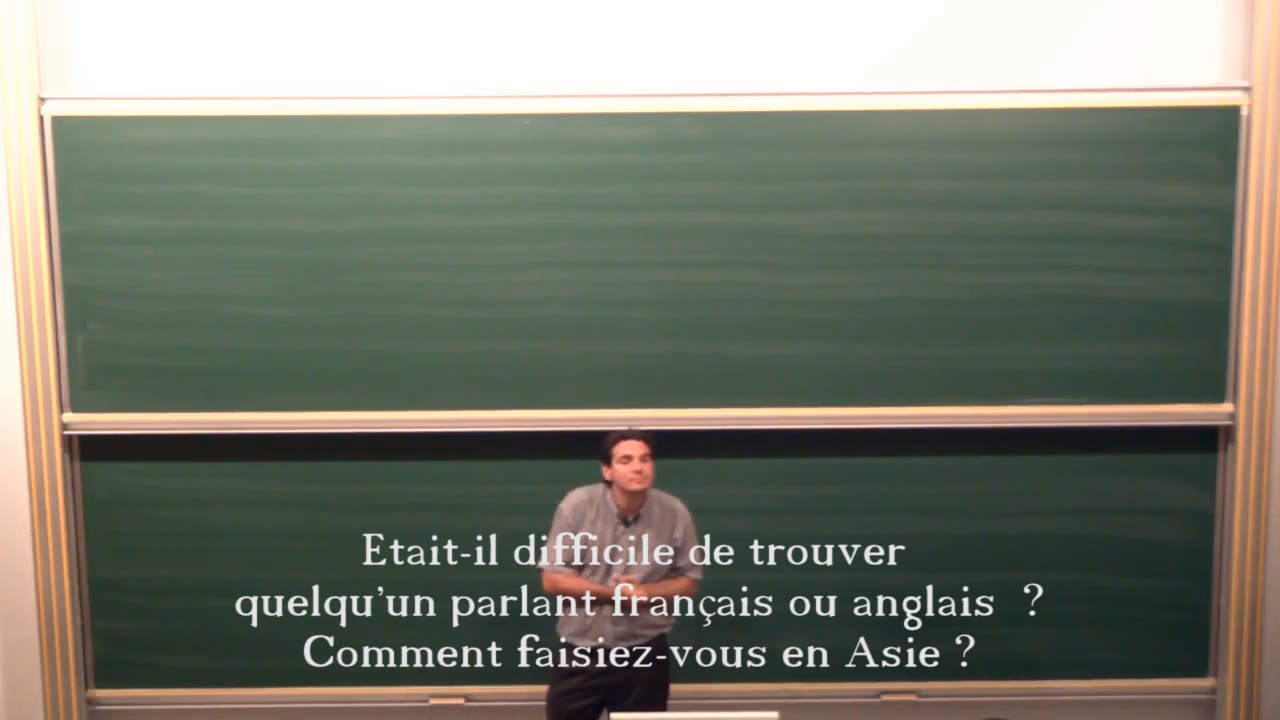 Etait-il difficile de trouver
quelqu'un parlant français ou anglais  ?
Comment faisiez-vous en Asie ?